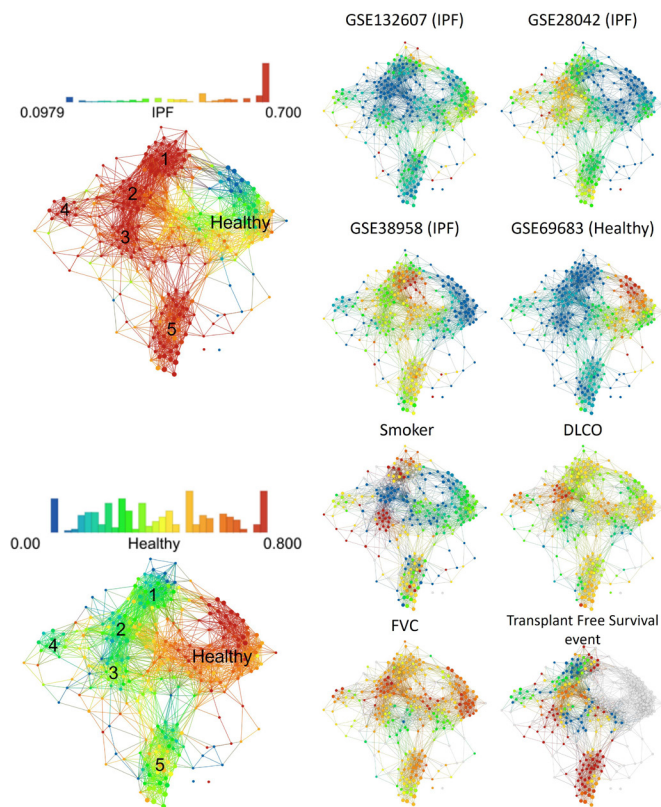 0.0979 IPF 0.700
1
2
4
3
Healthy
5
0.00 Healthy 0.800
1
2
4
3
Healthy
5
GSE132607 (IPF) GSE28042 (IPF)
GSE38958 (IPF) GSE69683 (Healthy)
Smoker DLCO
FVC Transplant Free Survival
event